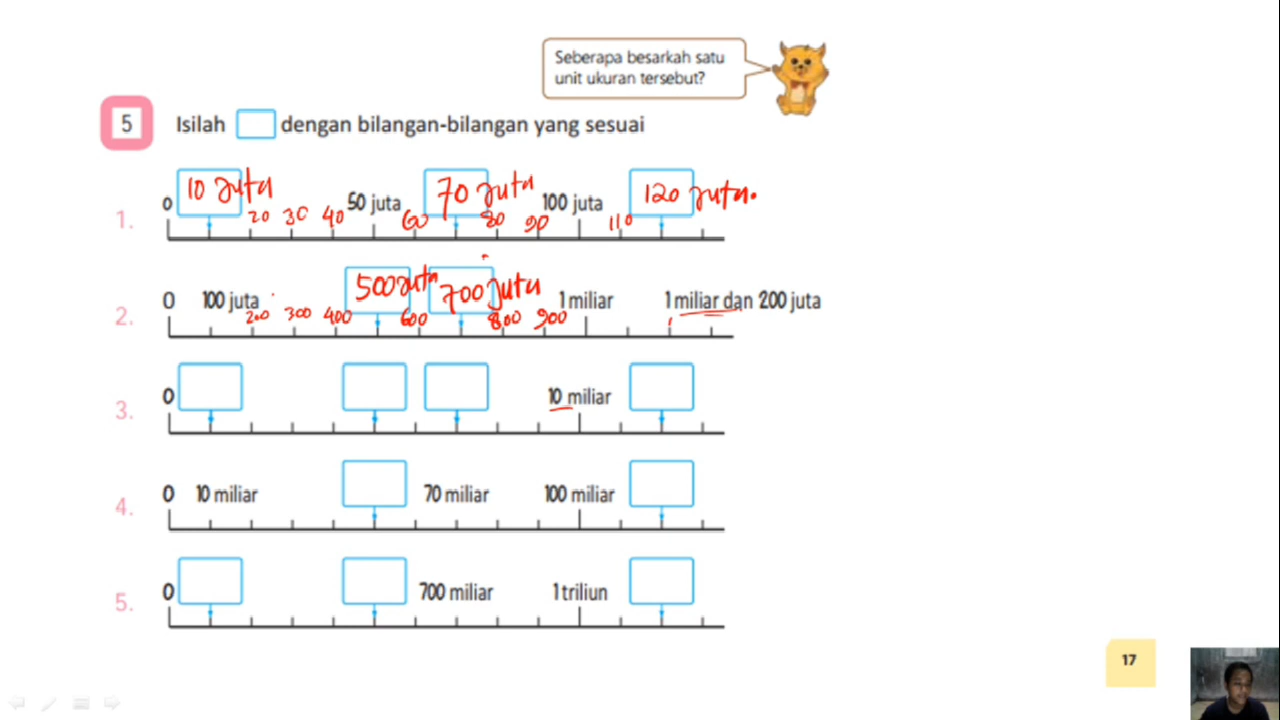 Seberapa besarkah satu
unit ukuran tersebut?
5 Isilah dengan bilangan-bilangan yang sesuai
1. 0 10 juta 50 juta 70 juta 100 juta 120 juta.
20 30 40 60 80 90 110
2. 0 100 juta 500 juta 700 juta 1 miliar 1 miliar dan 200 juta
200 300 400 600 800 900
3. 0 10 miliar
4. 0 10 miliar 70 miliar 100 miliar
5. 0 700 miliar 1 triliun
17